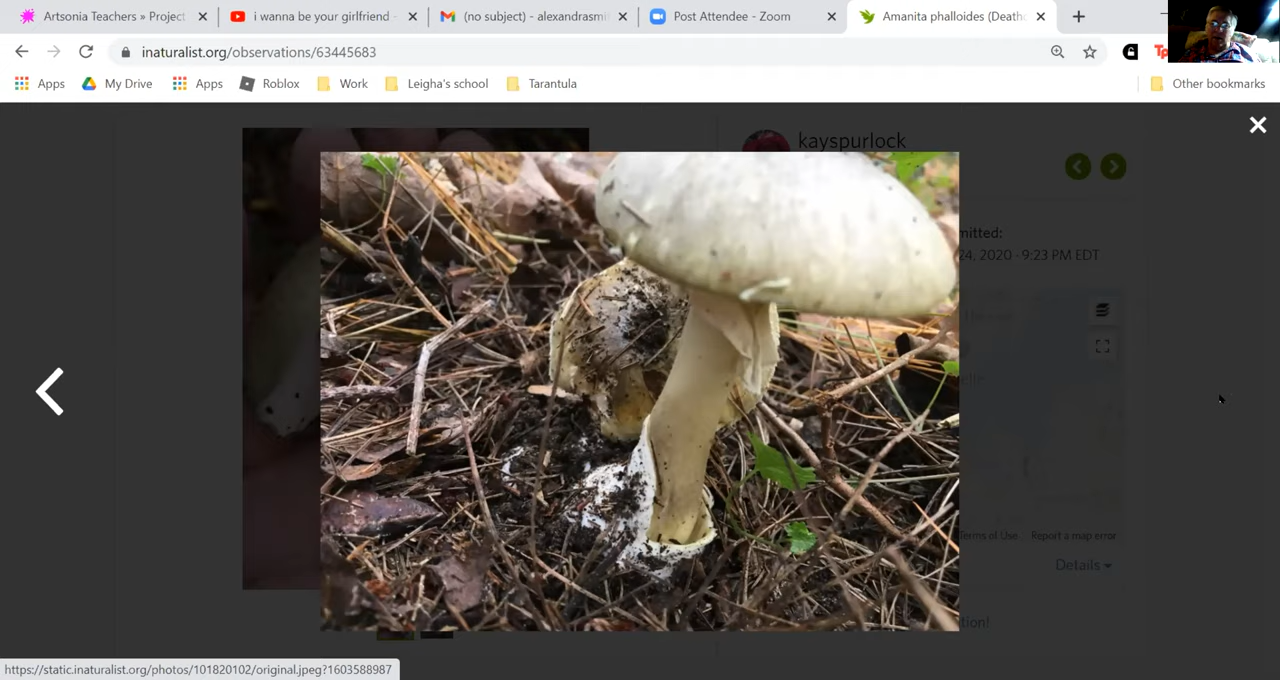 Artsonia Teachers » Project
i wanna be your girlfriend -
(no subject) - alexandrasmi
Post Attendee - Zoom
Amanita phalloides (Deathc
inaturalist.org/observations/63445683
Apps
My Drive
Apps
Roblox
Work
Leigha's school
Tarantula
Other bookmarks
kayspurlock
mitted:
24, 2020 · 9:23 PM EDT
Terms of Use
Report a map error
Details
https://static.inaturalist.org/photos/101820102/original.jpeg?1603588987